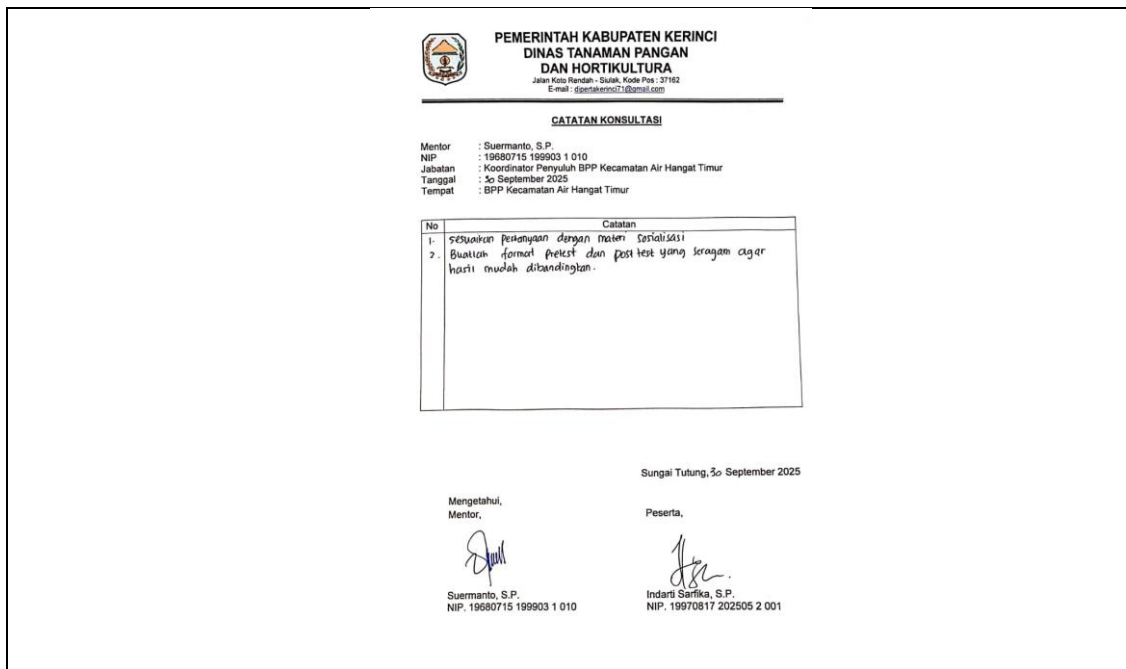 PEMERINTAH KABUPATEN KERINCI
DINAS TANAMAN PANGAN
DAN HORTIKULTURA
Jalan Koto Rendah - Siulak, Kode Pos : 37162
E-mail : dipertakerinci71@gmail.com
CATATAN KONSULTASI
Mentor : Suermanto, S.P.
NIP : 19680715 199903 1 010
Jabatan : Koordinator Penyuluh BPP Kecamatan Air Hangat Timur
Tanggal : 30 September 2025
Tempat : BPP Kecamatan Air Hangat Timur
No Catatan
1. sesuaikan pertanyaan dengan materi sosialisasi
2. Buatlah format pretest dan post test yang seragam agar
hasil mudah dibandingkan.
Sungai Tutung, 30 September 2025
Mengetahui,
Mentor, Peserta,
Suermanto, S.P. Indarti Sarfika, S.P.
NIP. 19680715 199903 1 010 NIP. 19970817 202505 2 001